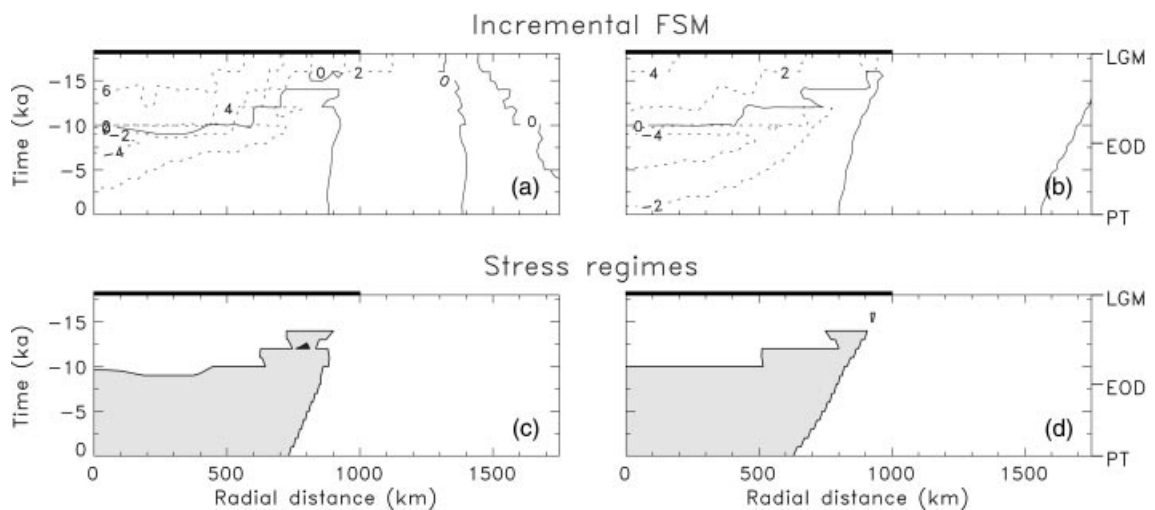 Incremental FSM
0 2 0 LGM
6 4 0 -2 -4 0 (a)
4 2 0 -4 -2 (b)
-15 -10 -5 0
Time (ka)
EOD
PT
Stress regimes
LGM
-15 -10 -5 0
Time (ka)
EOD
PT
(c) (d)
0 500 1000 1500
0 500 1000 1500
Radial distance (km)
Radial distance (km)